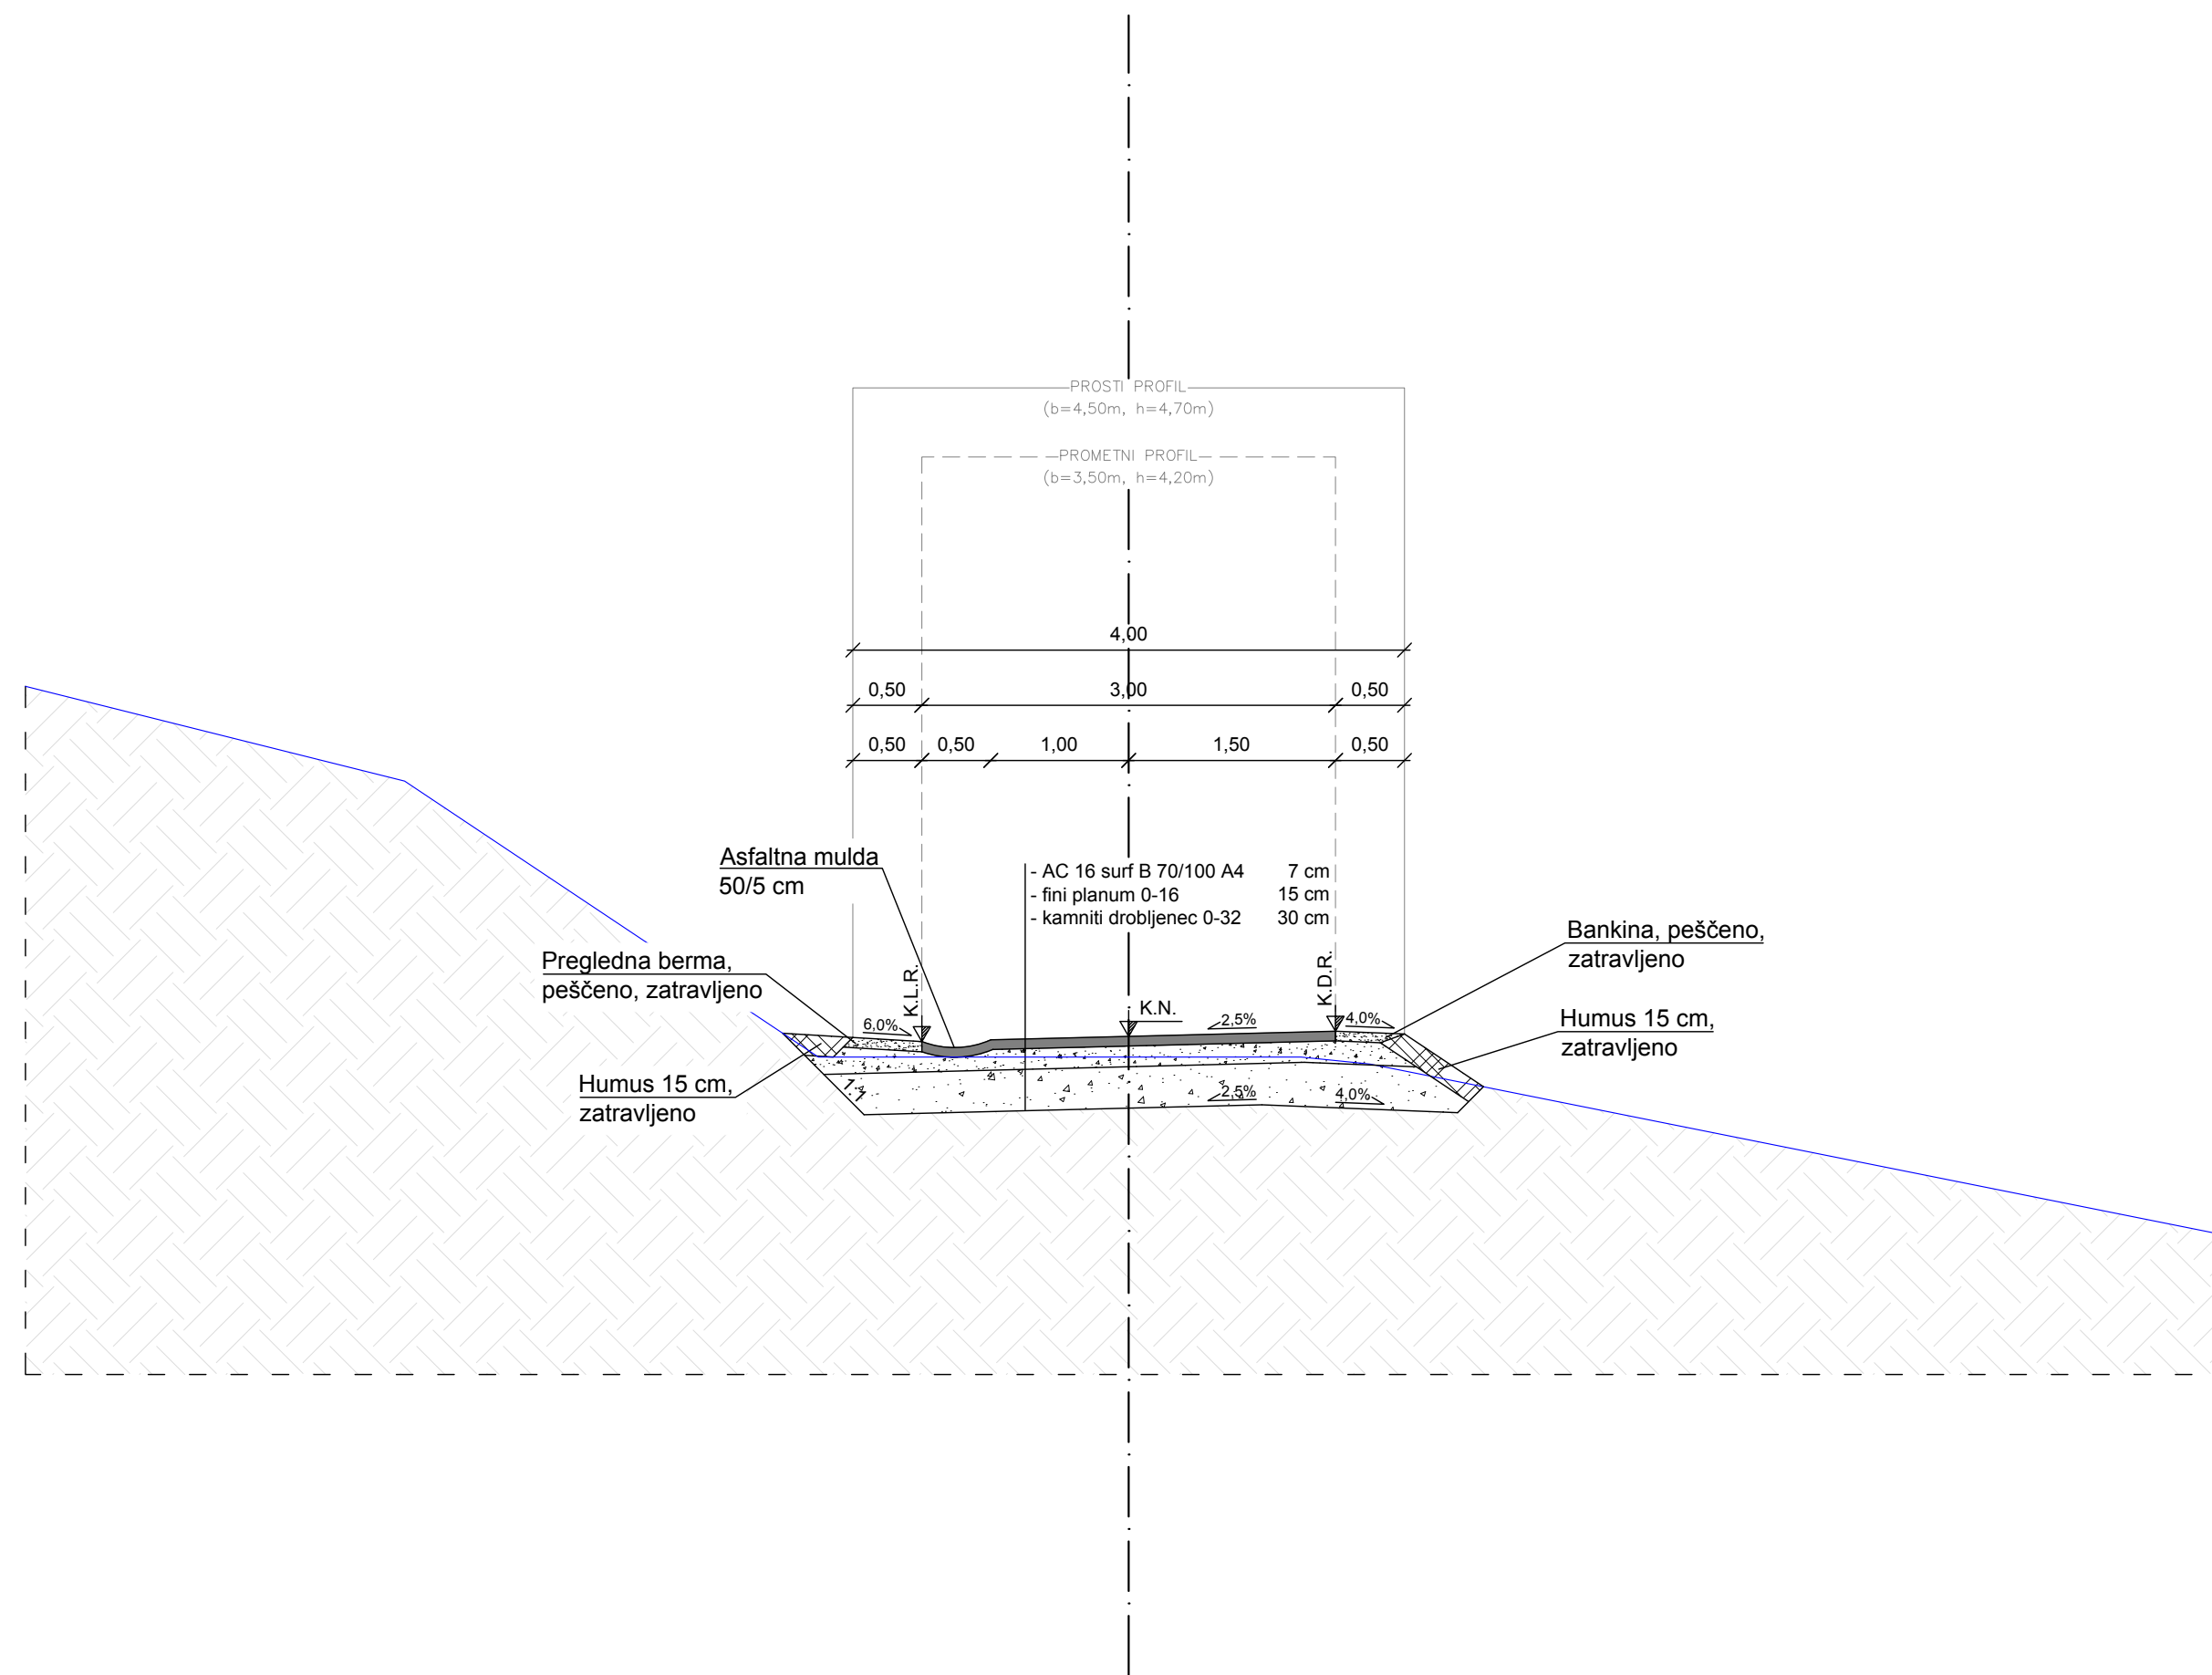 PROSTI PROFIL
(b=4,50m, h=4,70m)
PROMETNI PROFIL
(b=3,50m, h=4,20m)
4,00
0,50 3,00 0,50
0,50 0,50 1,00 1,50 0,50
Asfaltna mulda
50/5 cm
- AC 16 surf B 70/100 A4 7 cm
- fini planum 0-16 15 cm
- kamniti drobljenec 0-32 30 cm
Bankina, peščeno,
zatravljeno
Pregledna berma,
peščeno, zatravljeno
K.L.R.
K.D.R.
K.N.
6,0%
2,5%
4,0%
Humus 15 cm,
zatravljeno
Humus 15 cm,
zatravljeno
1:1
2,5%
4,0%